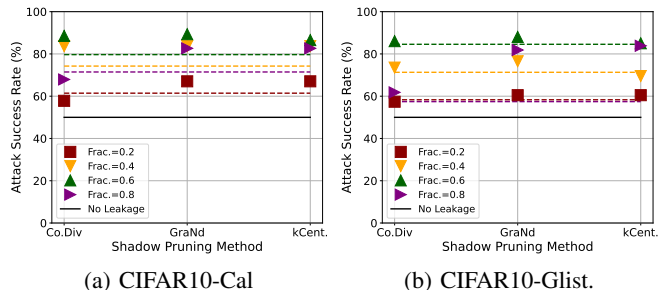 100
80
60
40
20
0
Attack Success Rate (%)
Frac.=0.2
Frac.=0.4
Frac.=0.6
Frac.=0.8
No Leakage
Co.Div
GraNd
kCent.
Shadow Pruning Method
(a) CIFAR10-Cal
100
80
60
40
20
0
Attack Success Rate (%)
Frac.=0.2
Frac.=0.4
Frac.=0.6
Frac.=0.8
No Leakage
Co.Div
GraNd
kCent.
Shadow Pruning Method
(b) CIFAR10-Glist.